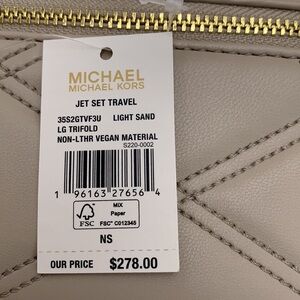 MICHAEL
MICHAEL KORS
JET SET TRAVEL
35S2GTVF3U LIGHT SAND
LG TRIFOLD
NON-LTHR VEGAN MATERIAL
S220-0002
1 96163 27656 4
FSC
MIX
Paper
FSC® C012345
NS
OUR PRICE $278.00